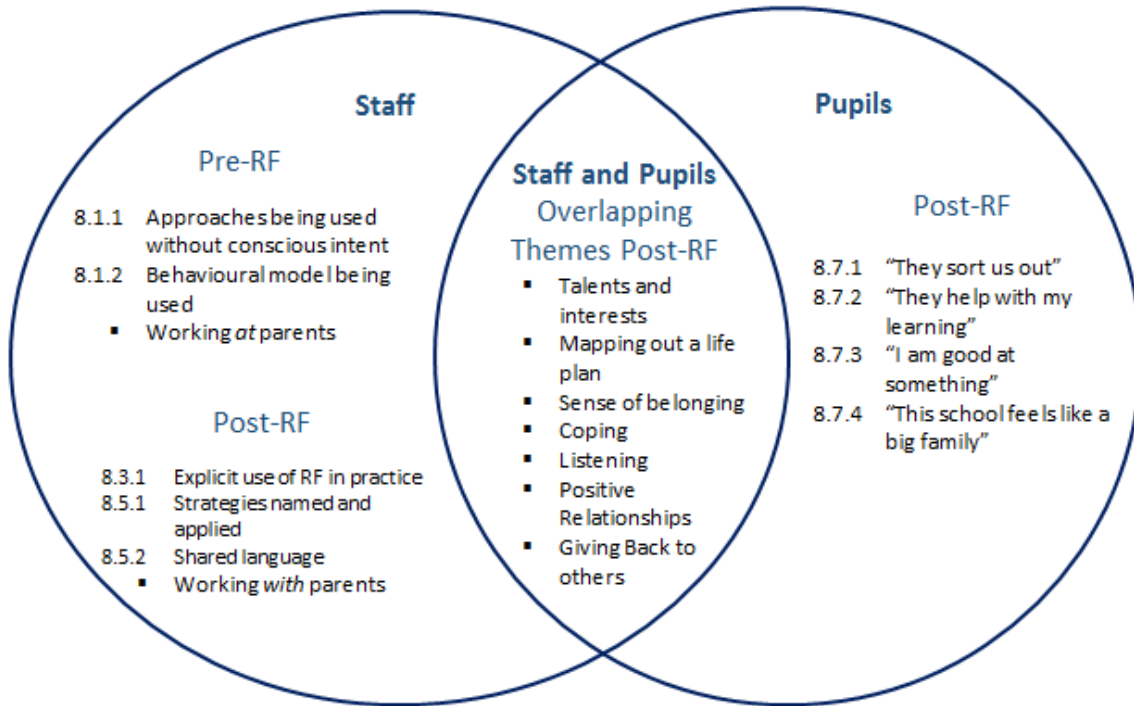 Staff
Pre-RF
8.1.1 Approaches being used
without conscious intent
8.1.2 Behavioural model being
used
▪ Working at parents
Post-RF
8.3.1 Explicit use of RF in practice
8.5.1 Strategies named and
applied
8.5.2 Shared language
▪ Working with parents
Staff and Pupils
Overlapping
Themes Post-RF
▪ Talents and
interests
▪ Mapping out a life
plan
▪ Sense of belonging
▪ Coping
▪ Listening
▪ Positive
Relationships
▪ Giving Back to
others
Pupils
Post-RF
8.7.1 “They sort us out”
8.7.2 “They help with my
learning”
8.7.3 “I am good at
something”
8.7.4 “This school feels like a
big family”